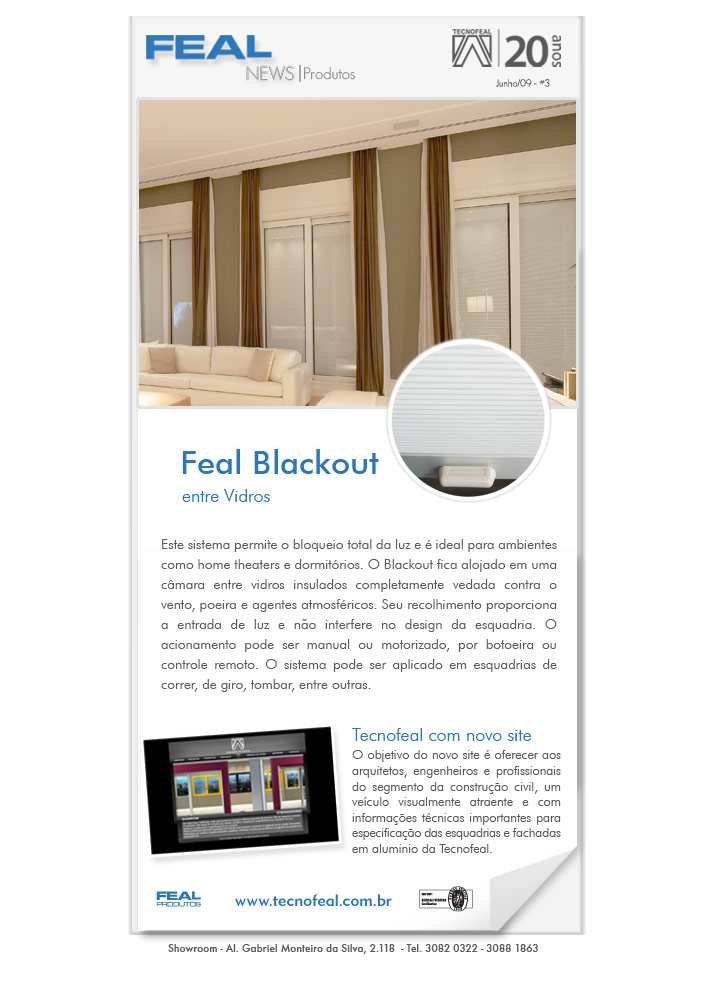 FEAL
NEWS|Produtos
TECNOFEAL
20 anos
Junho/09 - #3
Feal Blackout
entre Vidros
Este sistema permite o bloqueio total da luz e é ideal para ambientes
como home theaters e dormitórios. O Blackout fica alojado em uma
câmara entre vidros insulados completamente vedada contra o
vento, poeira e agentes atmosféricos. Seu recolhimento proporciona
a entrada de luz e não interfere no design da esquadria. O
acionamento pode ser manual ou motorizado, por botoeira ou
controle remoto. O sistema pode ser aplicado em esquadrias de
correr, de giro, tombar, entre outras.
Tecnofeal com novo site
O objetivo do novo site é oferecer aos
arquitetos, engenheiros e profissionais
do segmento da construção civil, um
veículo visualmente atraente e com
informações técnicas importantes para
especificação das esquadrias e fachadas
em aluminio da Tecnofeal.
FEAL
PRODUTOS
www.tecnofeal.com.br
BUREAU VERITAS
Certification
Showroom - Al. Gabriel Monteiro da Silva, 2.118 - Tel. 3082 0322 - 3088 1863